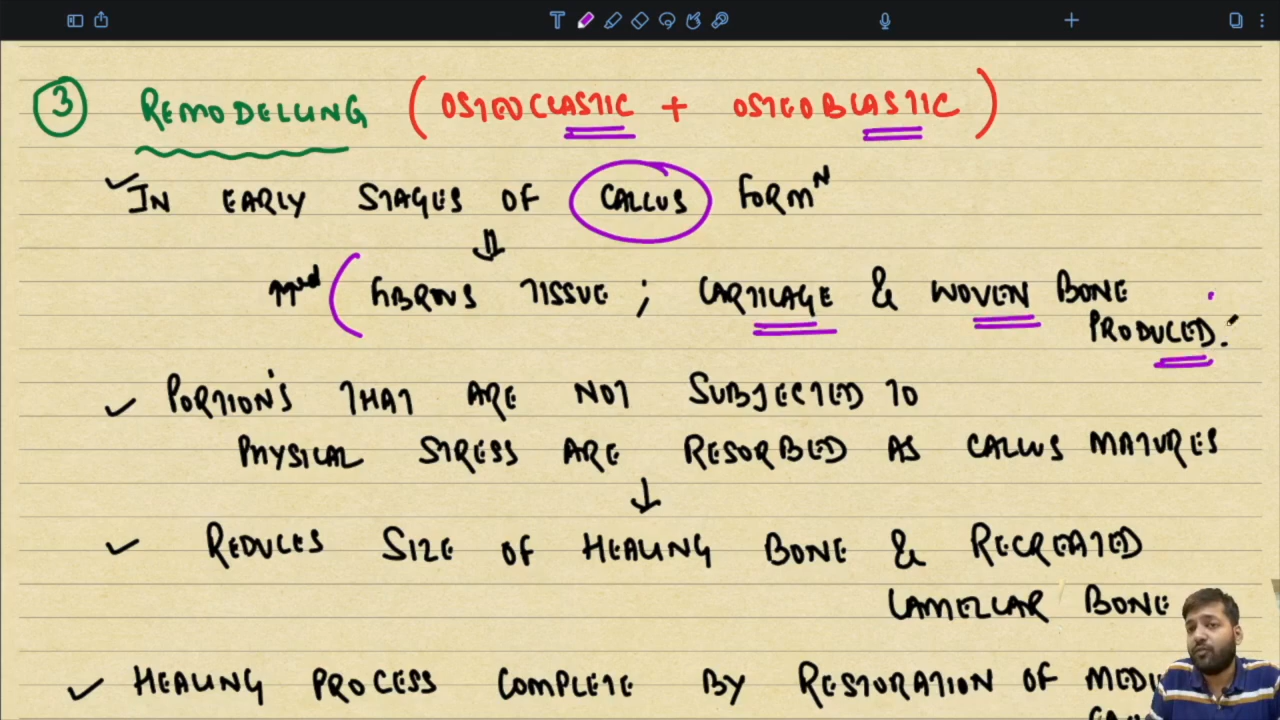 3 REMODELLING (OSTEOCLASTIC + OSTEOBLASTIC)
IN EARLY STAGES OF CALLUS FORMN
FIBROUS TISSUE ; CARTILAGE & WOVEN BONE
PRODUCED.
PORTION'S THAT ARE NOT SUBJECTED TO
PHYSICAL STRESS ARE RESORBED AS CALLUS MATURES
REDUCES SIZE OF HEALING BONE & RECREATED
LAMELLAR BONE
HEALING PROCESS COMPLETE BY RESTORATION OF